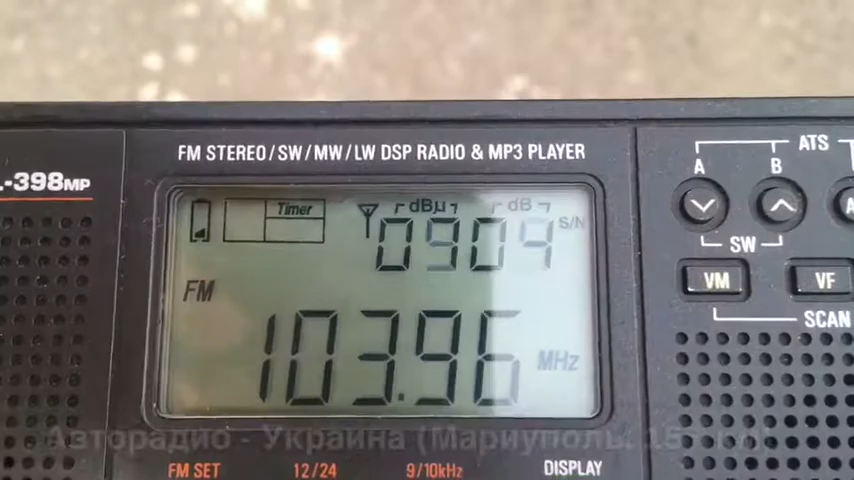 FM STEREO/SW/MW/LW DSP RADIO & MP3 PLAYER
ATS
-398MP
A
B
Timer
dBµ
dB
S/N
FM
103.96 MHz
SW
VM
VF
SCAN
Авторадио - Украина (Мариуполь
FM SET
12/24
9/10kHz
DISPLAY